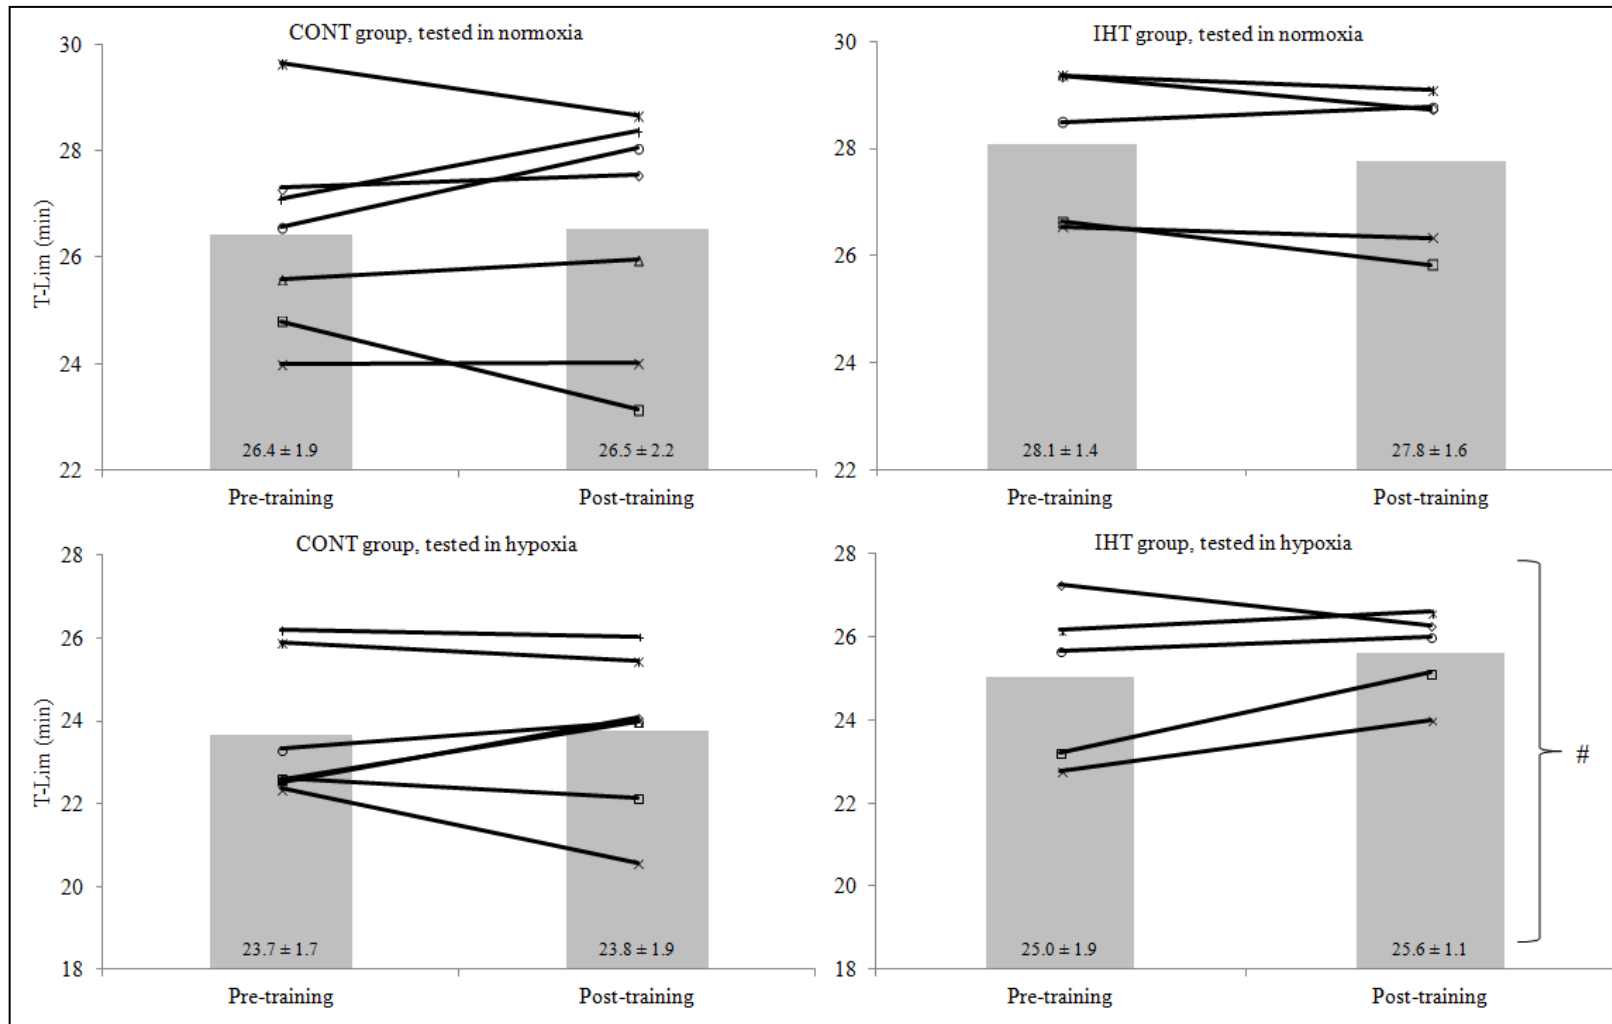 CONT group, tested in normoxia
30
28
26
24
22
T-Lim (min)
26.4 ± 1.9
26.5 ± 2.2
Pre-training
Post-training
IHT group, tested in normoxia
30
28
26
24
22
28.1 ± 1.4
27.8 ± 1.6
Pre-training
Post-training
CONT group, tested in hypoxia
28
26
24
22
20
18
T-Lim (min)
23.7 ± 1.7
23.8 ± 1.9
Pre-training
Post-training
IHT group, tested in hypoxia
28
26
24
22
20
18
25.0 ± 1.9
25.6 ± 1.1
Pre-training
Post-training
#